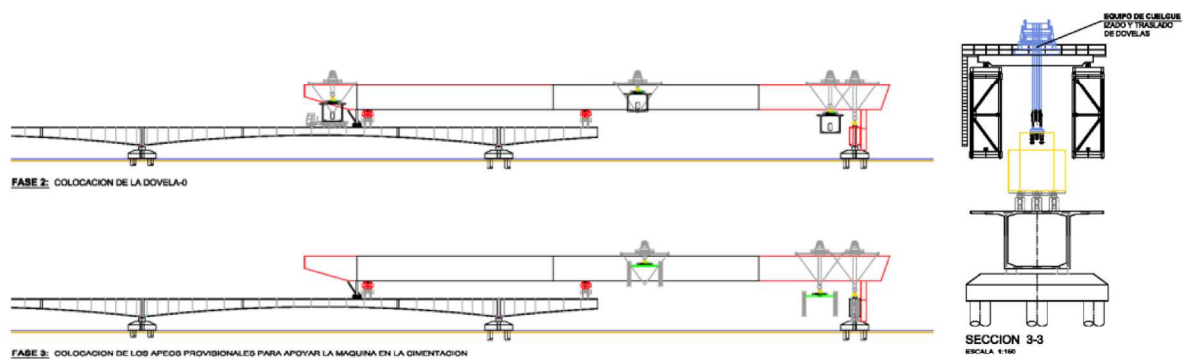 FASE 2: COLOCACION DE LA DOVELA-0
FASE 3: COLOCACION DE LOS APEOS PROVISIONALES PARA APOYAR LA MAQUINA EN LA CIMENTACION
EQUIPO DE CUELGUE
IZADO Y TRASLADO
DE DOVELAS
SECCION 3-3
ESCALA 1:150